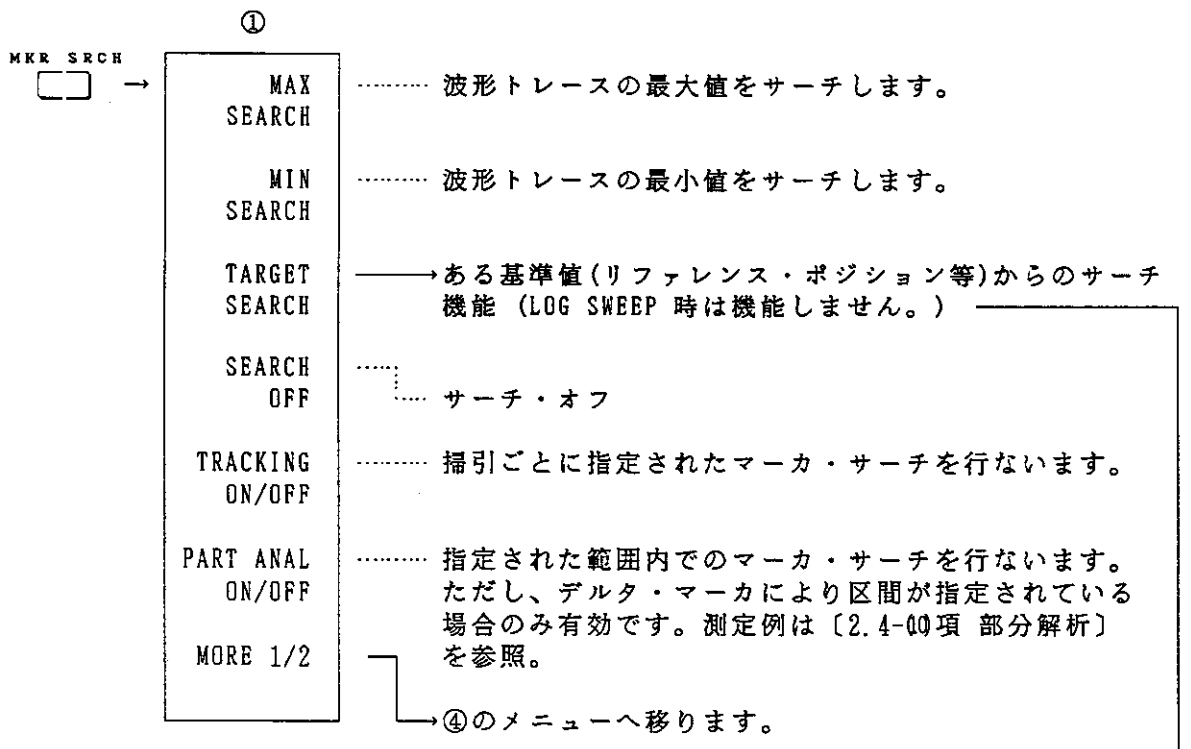 ①
MKR SRCH
MAX ……… 波形トレースの最大値をサーチします。
SEARCH
MIN ……… 波形トレースの最小値をサーチします。
SEARCH
TARGET → ある基準値(リファレンス・ポジション等)からのサーチ
SEARCH 機能 (LOG SWEEP 時は機能しません。)
SEARCH
OFF …… サーチ・オフ
TRACKING ……… 掃引ごとに指定されたマーカ・サーチを行ないます。
ON/OFF
PART ANAL ……… 指定された範囲内でのマーカ・サーチを行ないます。
ON/OFF ただし、デルタ・マーカにより区間が指定されている
場合のみ有効です。測定例は〔2.4-項 部分解析〕
MORE 1/2 を参照。
→④のメニューへ移ります。